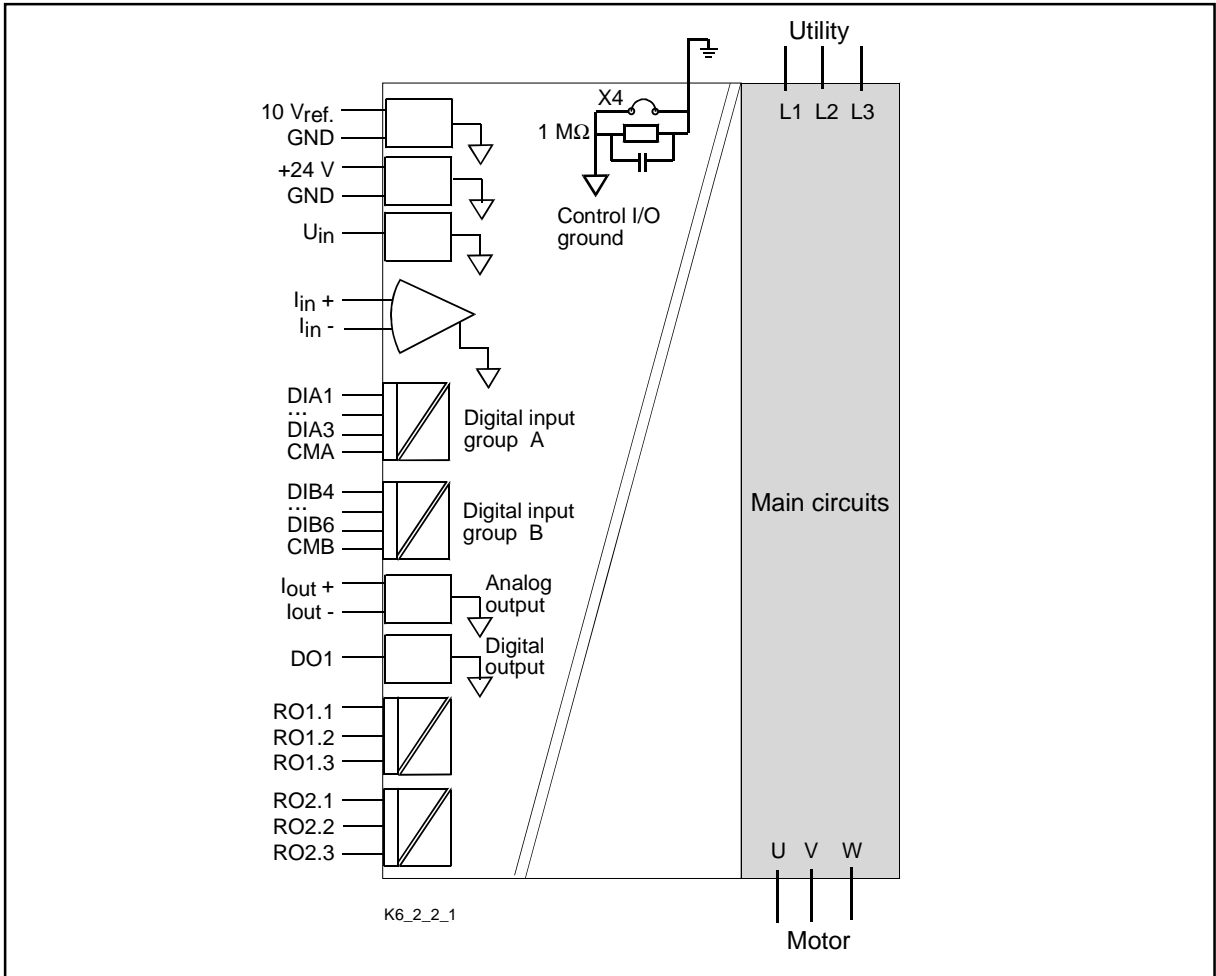 Utility
L1 L2 L3
X4
1 MΩ
Control I/O
ground
10 Vref.
GND
+24 V
GND
Uin
Iin +
Iin -
DIA1
...
DIA3
CMA
Digital input
group A
DIB4
...
DIB6
CMB
Digital input
group B
Main circuits
Iout +
Iout -
Analog
output
DO1
Digital
output
RO1.1
RO1.2
RO1.3
RO2.1
RO2.2
RO2.3
U V W
Motor
K6_2_2_1